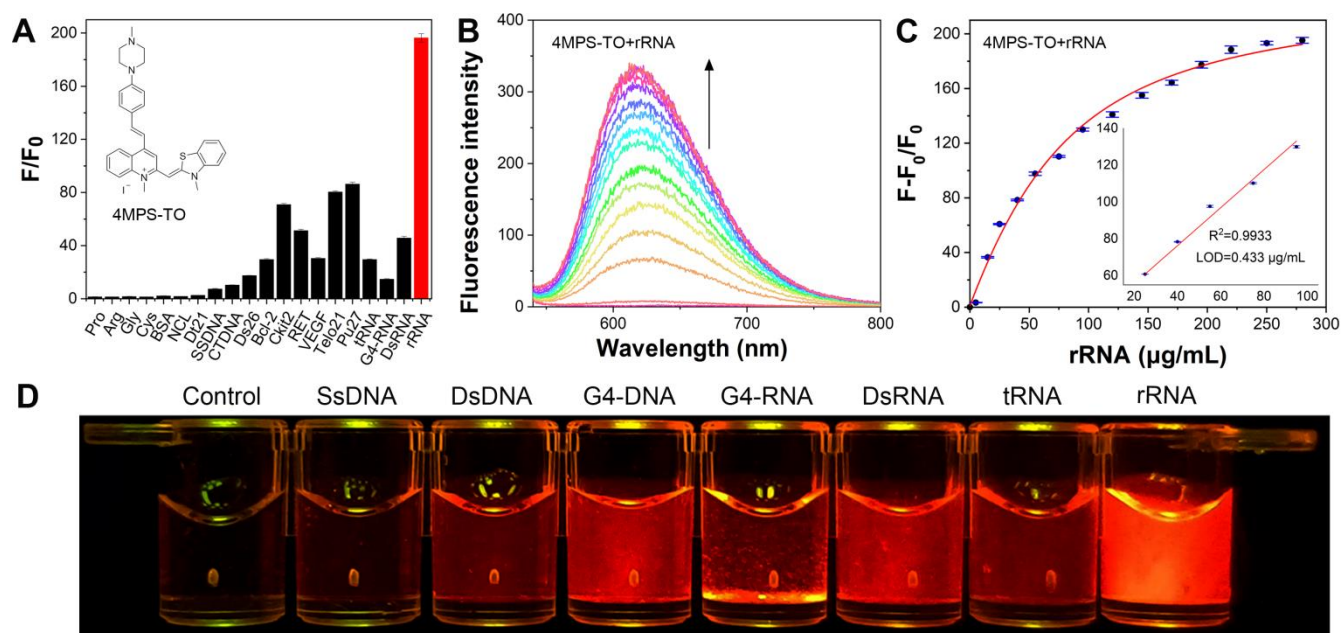 A
200
160
120
80
40
0
F/F0
N
N
N+
I-
S
N
4MPS-TO
Pro
Arg
Gly
Cys
BSA
NCL
Dt21
SSDNA
CTDNA
Ds26
Bcl-2
Ckit2
RET
VEGF
Telo21
Pu27
tRNA
G4-RNA
DsRNA
rRNA
B
4MPS-TO+rRNA
400
350
300
250
200
150
100
50
0
Fluorescence intensity
600
700
800
Wavelength (nm)
C
4MPS-TO+rRNA
200
160
120
80
40
0
F-F0/F0
140
120
100
80
60
R2=0.9933
LOD=0.433 µg/mL
20 40 60 80 100
0 50 100 150 200 250 300
rRNA (µg/mL)
D
Control SsDNA DsDNA G4-DNA G4-RNA DsRNA tRNA rRNA